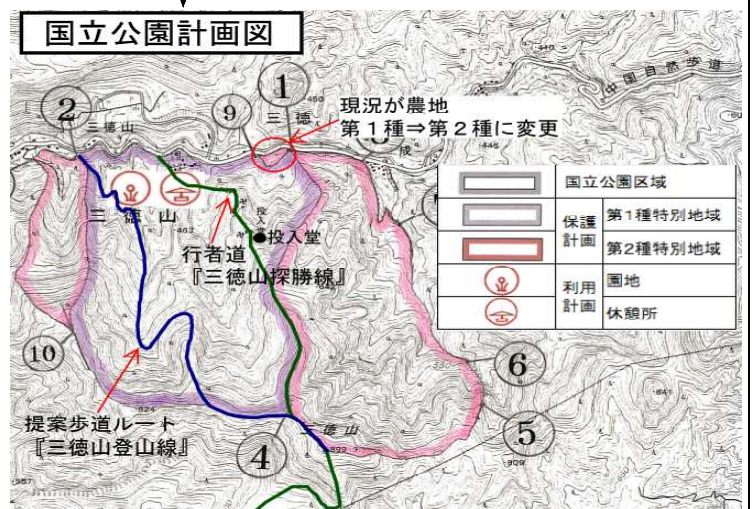 国立公園計画図
中国自然歩道
2
1
9
三徳山
三徳
現況が農地
第1種⇒第2種に変更
国立公園区域
保護計画
第1種特別地域
第2種特別地域
利用計画
園地
休憩所
三徳山
投入堂
投入堂
行者道
『三徳山探勝線』
10
6
5
4
三徳山
提案歩道ルート
『三徳山登山線』